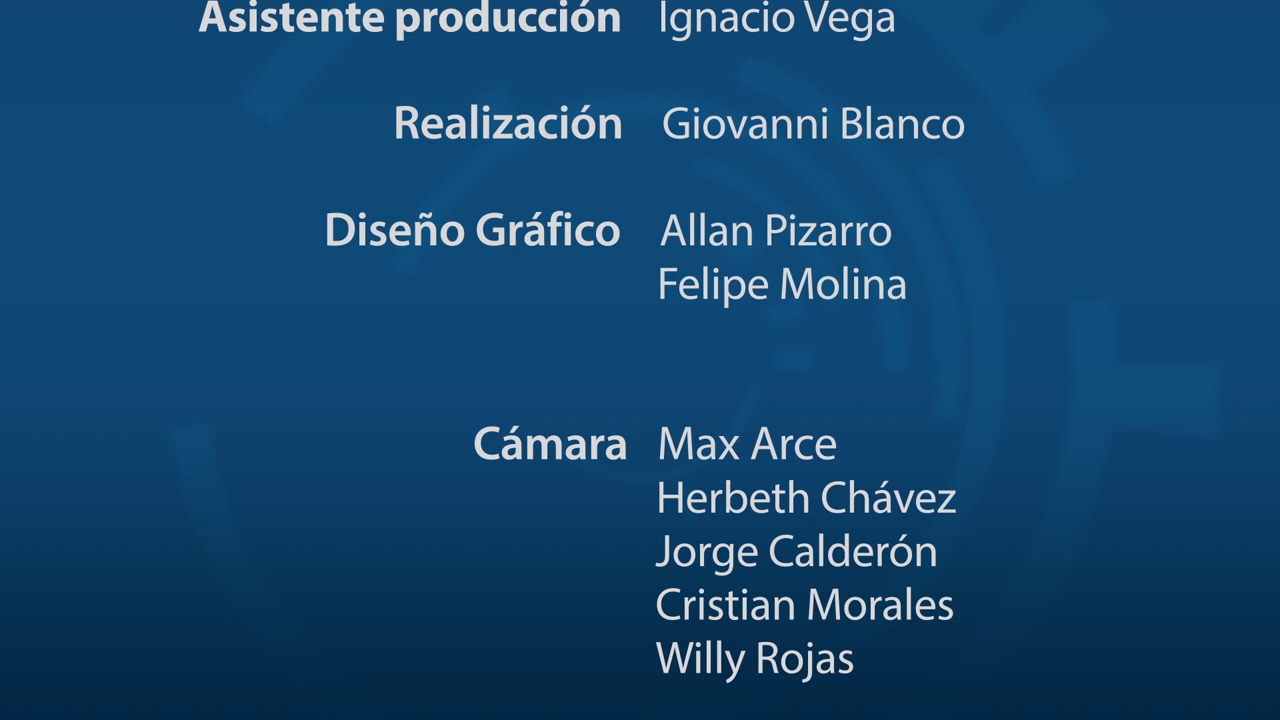 Asistente producción Ignacio Vega
Realización Giovanni Blanco
Diseño Gráfico Allan Pizarro
Felipe Molina
Cámara Max Arce
Herbeth Chávez
Jorge Calderón
Cristian Morales
Willy Rojas